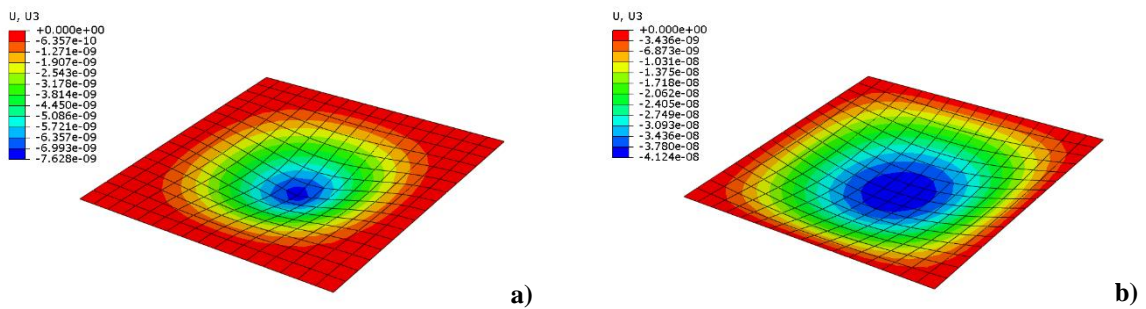 U, U3
+0.000e+00
-6.357e-10
-1.271e-09
-1.907e-09
-2.543e-09
-3.178e-09
-3.814e-09
-4.450e-09
-5.086e-09
-5.721e-09
-6.357e-09
-6.993e-09
-7.628e-09
a)
U, U3
+0.000e+00
-3.436e-09
-6.873e-09
-1.031e-08
-1.375e-08
-1.718e-08
-2.062e-08
-2.405e-08
-2.749e-08
-3.093e-08
-3.436e-08
-3.780e-08
-4.124e-08
b)